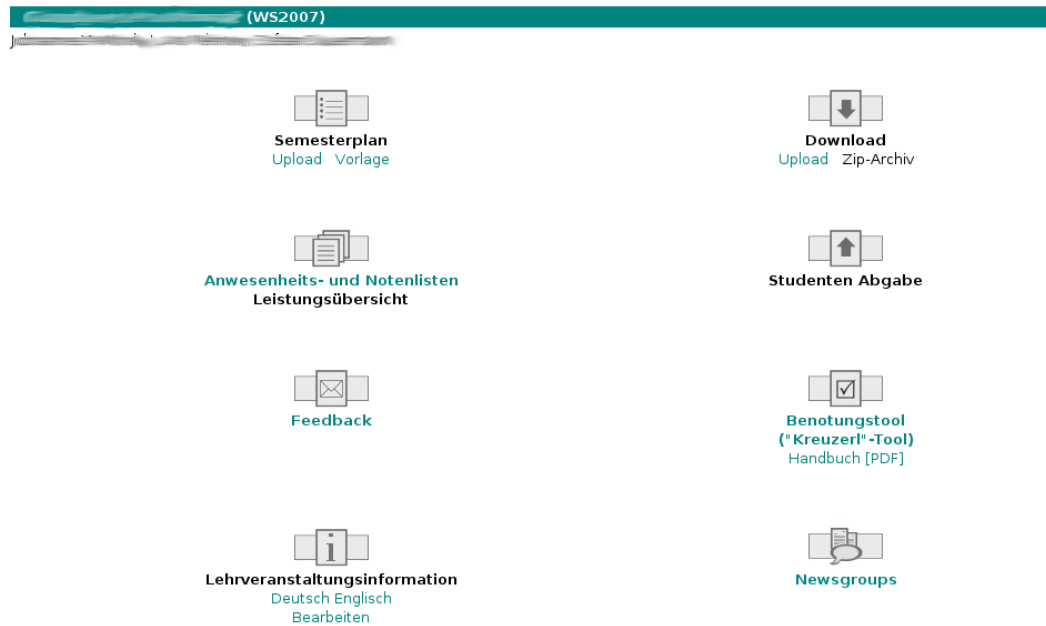 (WS2007)
Semesterplan
Upload Vorlage
Download
Upload Zip-Archiv
Anwesenheits- und Notenlisten
Leistungsübersicht
Studenten Abgabe
Feedback
Benotungstool
("Kreuzerl"-Tool)
Handbuch [PDF]
Lehrveranstaltungsinformation
Deutsch Englisch
Bearbeiten
Newsgroups